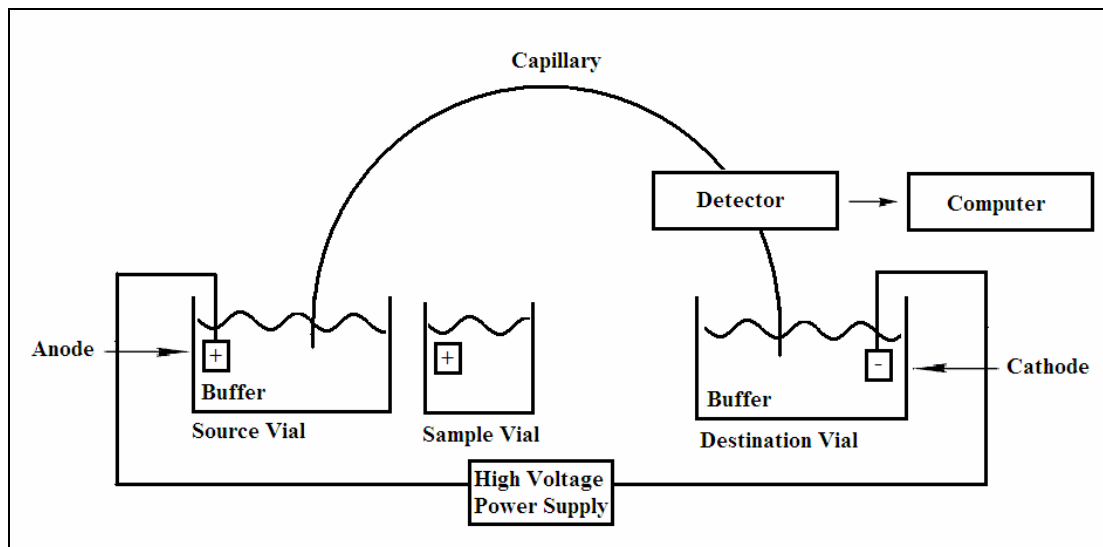 Capillary
Detector
Computer
Anode
+
Buffer
Source Vial
+
Sample Vial
-
Buffer
Destination Vial
Cathode
High Voltage
Power Supply